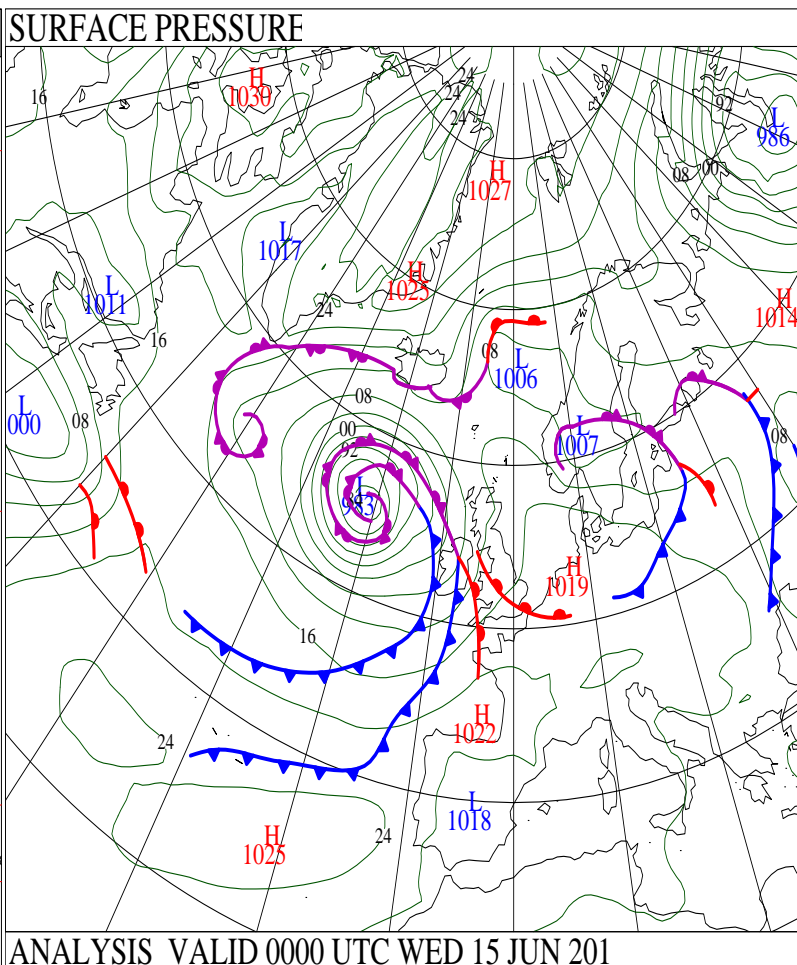 SURFACE PRESSURE
H
1030
16
24
24
24
92
L
986
H
1027
08
00
L
1017
H
1025
L
1011
H
1014
24
16
08
L
1006
L
000
08
08
00
92
L
1007
08
L
983
H
1019
16
H
1022
24
L
1018
H
1025
24
ANALYSIS VALID 0000 UTC WED 15 JUN 201